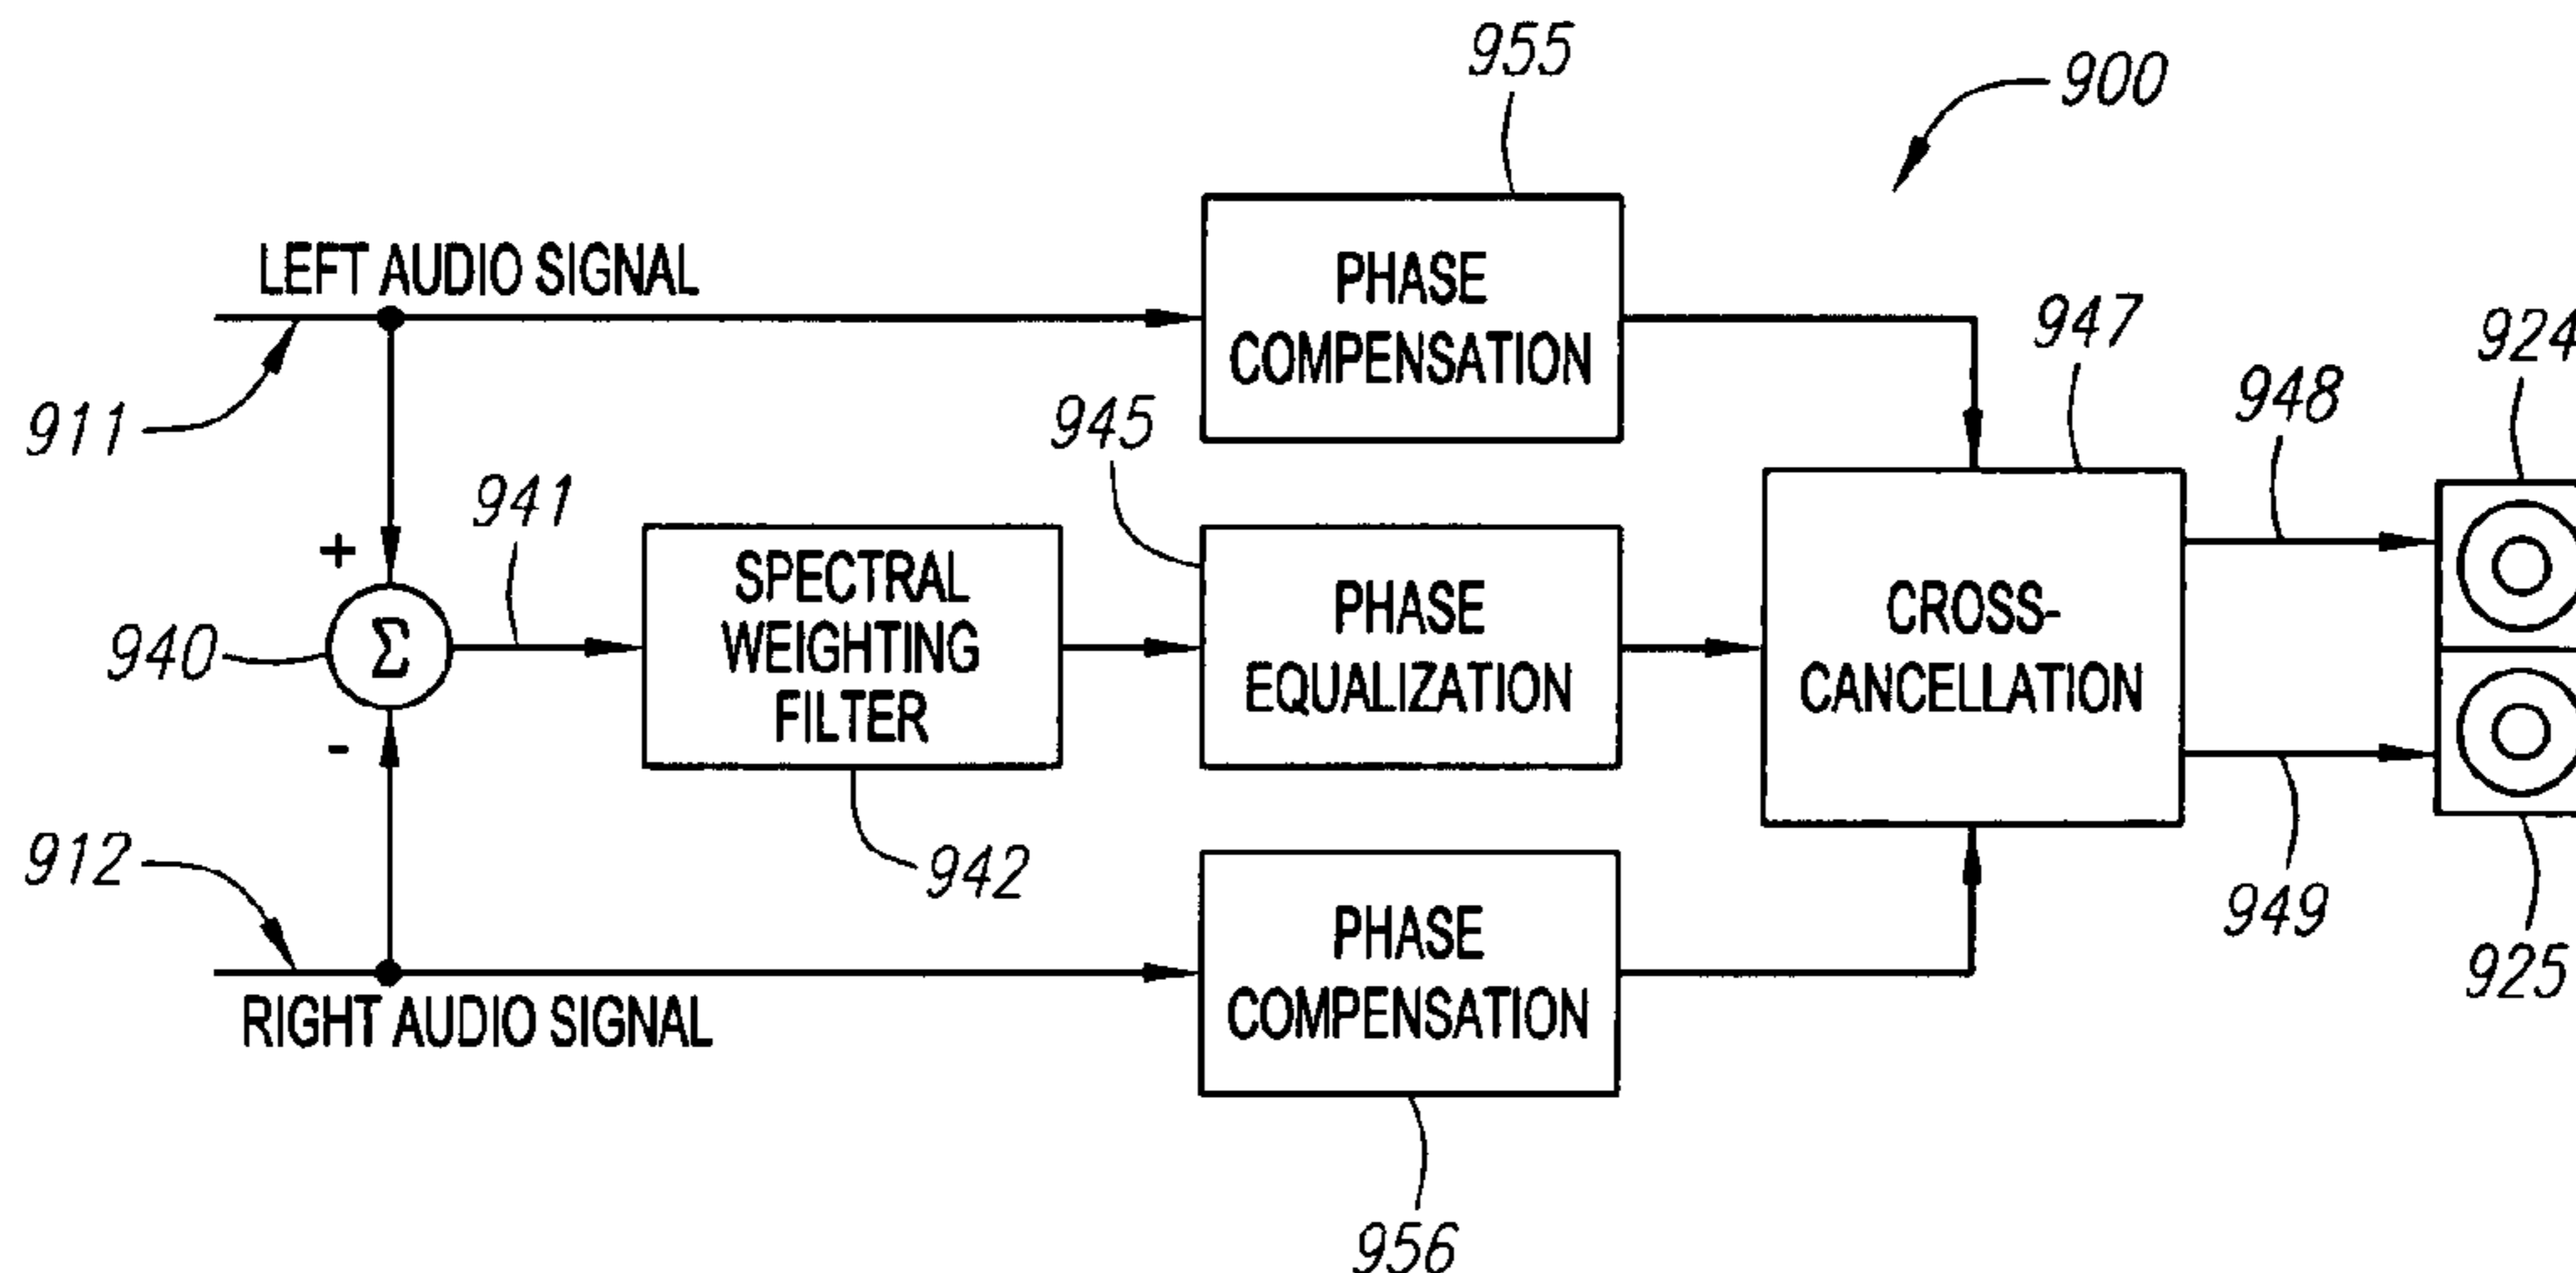 955
900
LEFT AUDIO SIGNAL
PHASE
COMPENSATION
947
924
948
911
945
941
+
SPECTRAL
WEIGHTING
FILTER
PHASE
EQUALIZATION
CROSS-
CANCELLATION
940
Σ
-
912
942
949
925
RIGHT AUDIO SIGNAL
PHASE
COMPENSATION
956